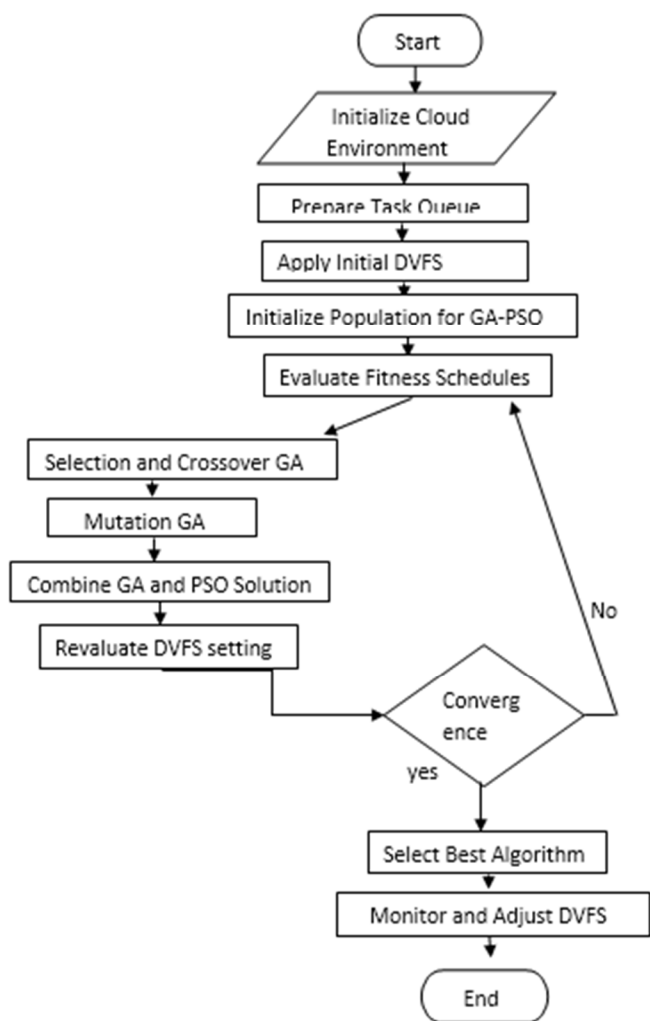 Start
Initialize Cloud
Environment
Prepare Task Queue
Apply Initial DVFS
Initialize Population for GA-PSO
Evaluate Fitness Schedules
Selection and Crossover GA
Mutation GA
Combine GA and PSO Solution
Revaluate DVFS setting
No
Converg
ence
yes
Select Best Algorithm
Monitor and Adjust DVFS
End